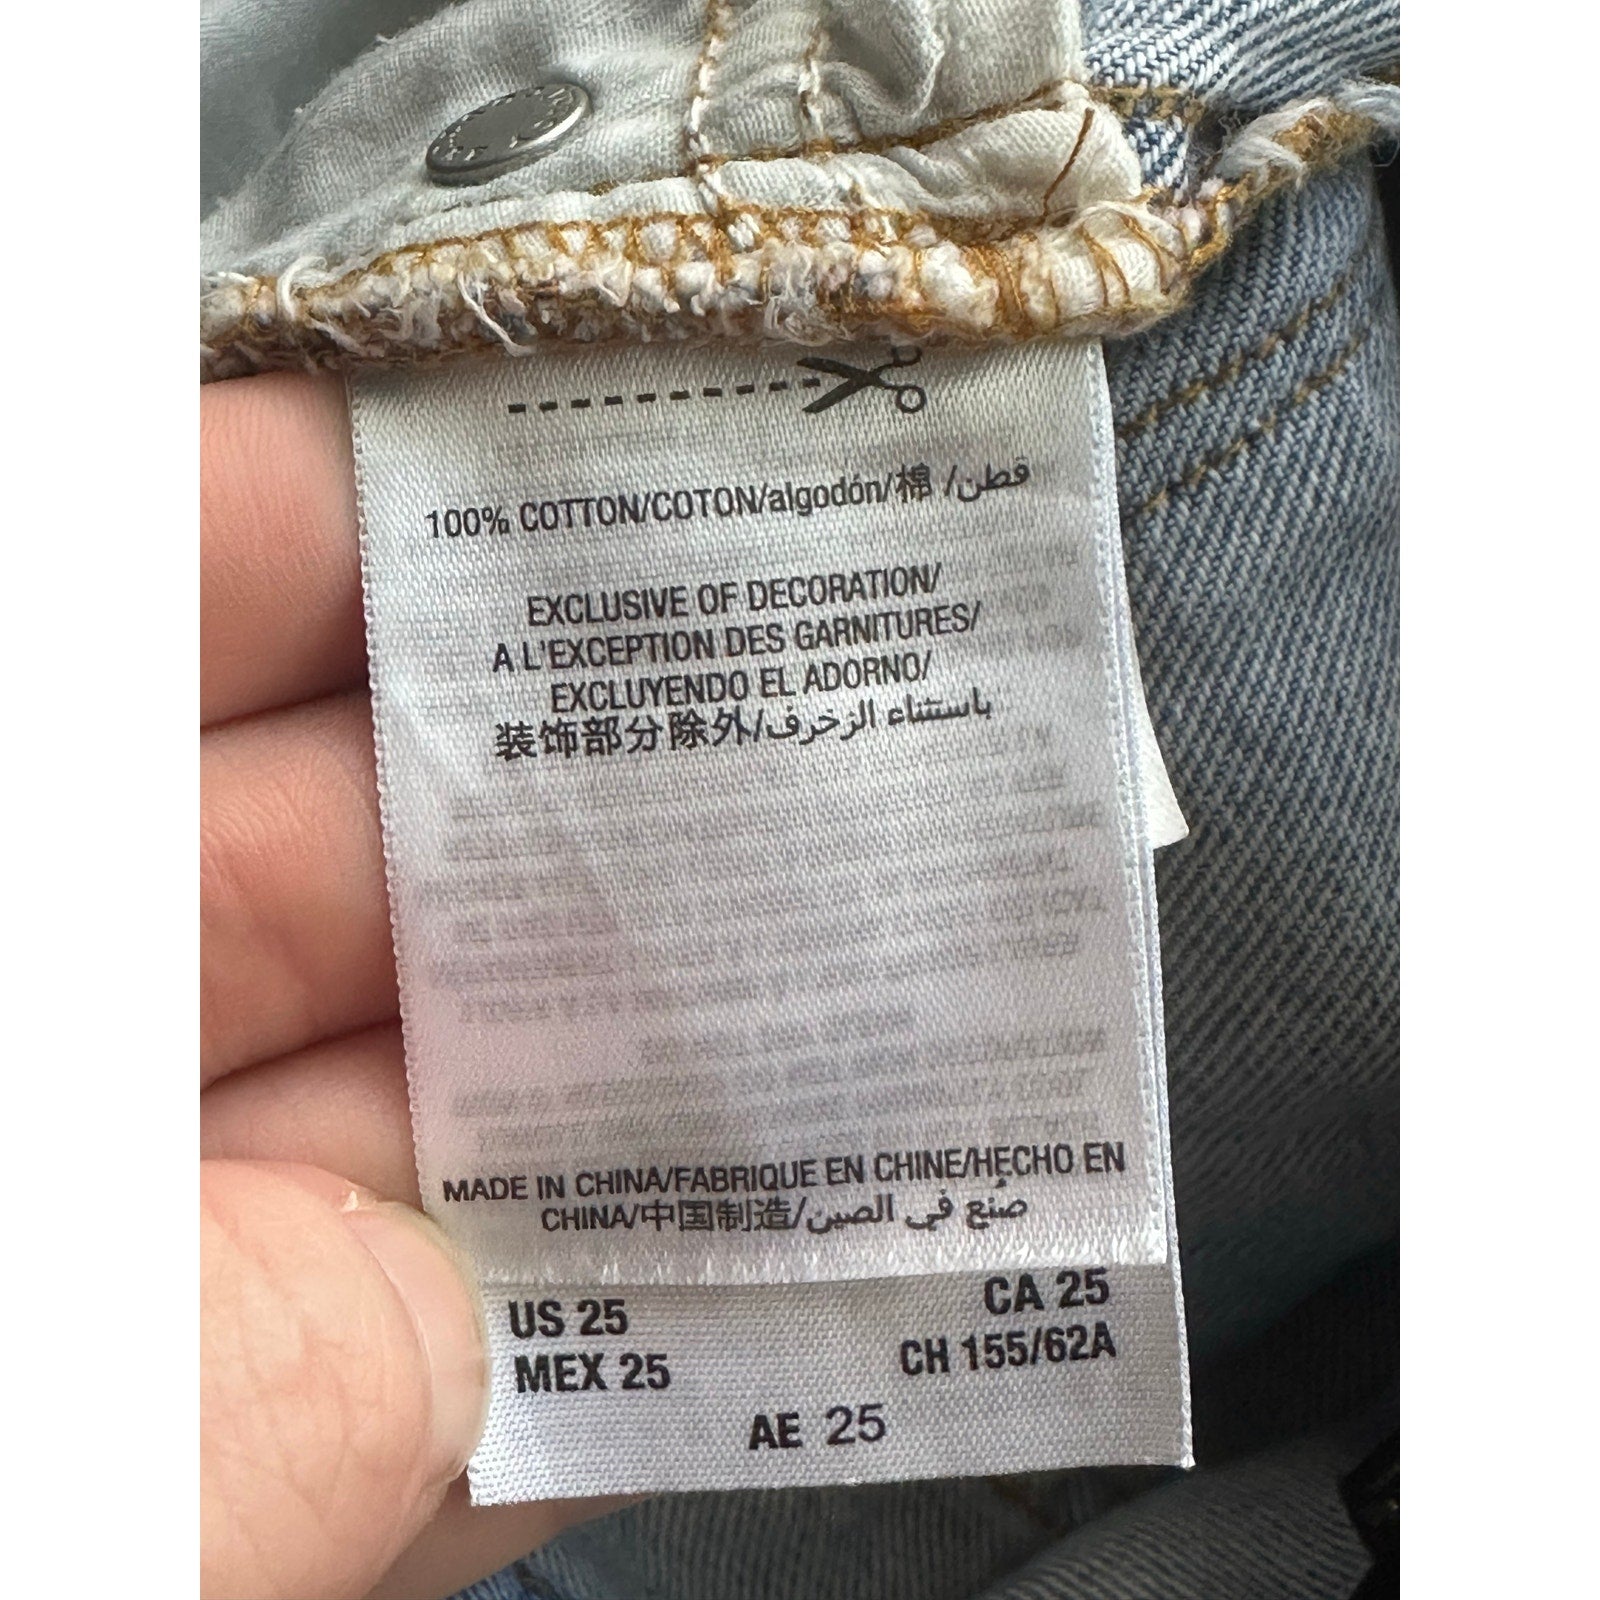 100% COTTON/COTON/algodón/棉 /قطن
EXCLUSIVE OF DECORATION/
A L'EXCEPTION DES GARNITURES/
EXCLUYENDO EL ADORNO/
装饰部分除外/باستثناء الزخرف
MADE IN CHINA/FABRIQUE EN CHINE/HECHO EN
CHINA/中国制造/صنع في الصين
US 25 CA 25
MEX 25 CH 155/62A
AE 25